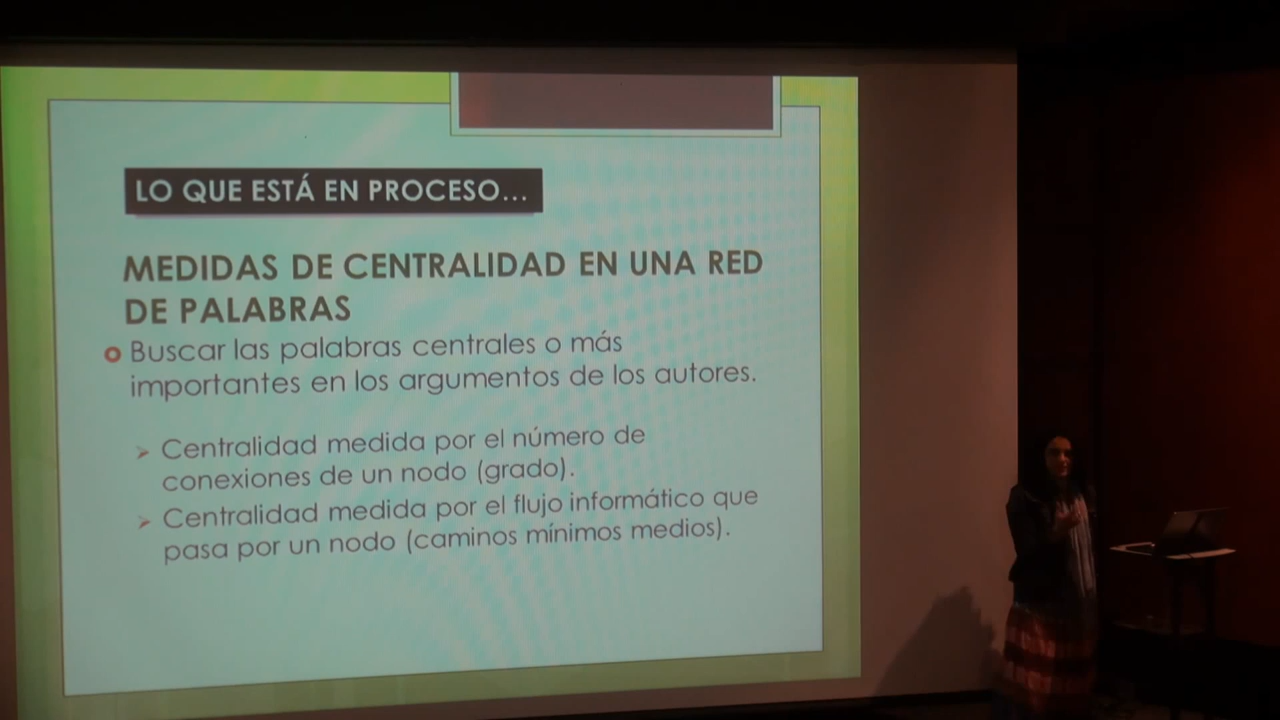 LO QUE ESTÁ EN PROCESO...
MEDIDAS DE CENTRALIDAD EN UNA RED
DE PALABRAS
Buscar las palabras centrales o más
importantes en los argumentos de los autores.
Centralidad medida por el número de
conexiones de un nodo (grado).
Centralidad medida por el flujo informático que
pasa por un nodo (caminos mínimos medios).